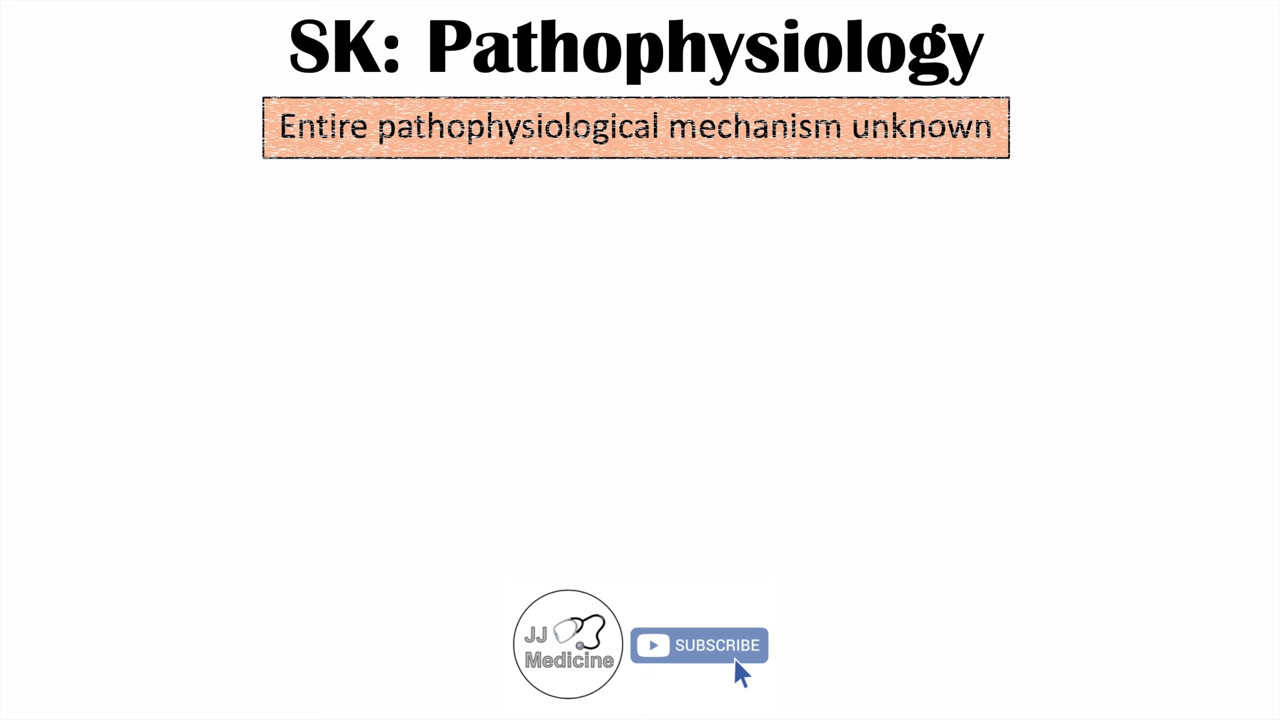 SK: Pathophysiology
Entire pathophysiological mechanism unknown
JJ
Medicine
SUBSCRIBE